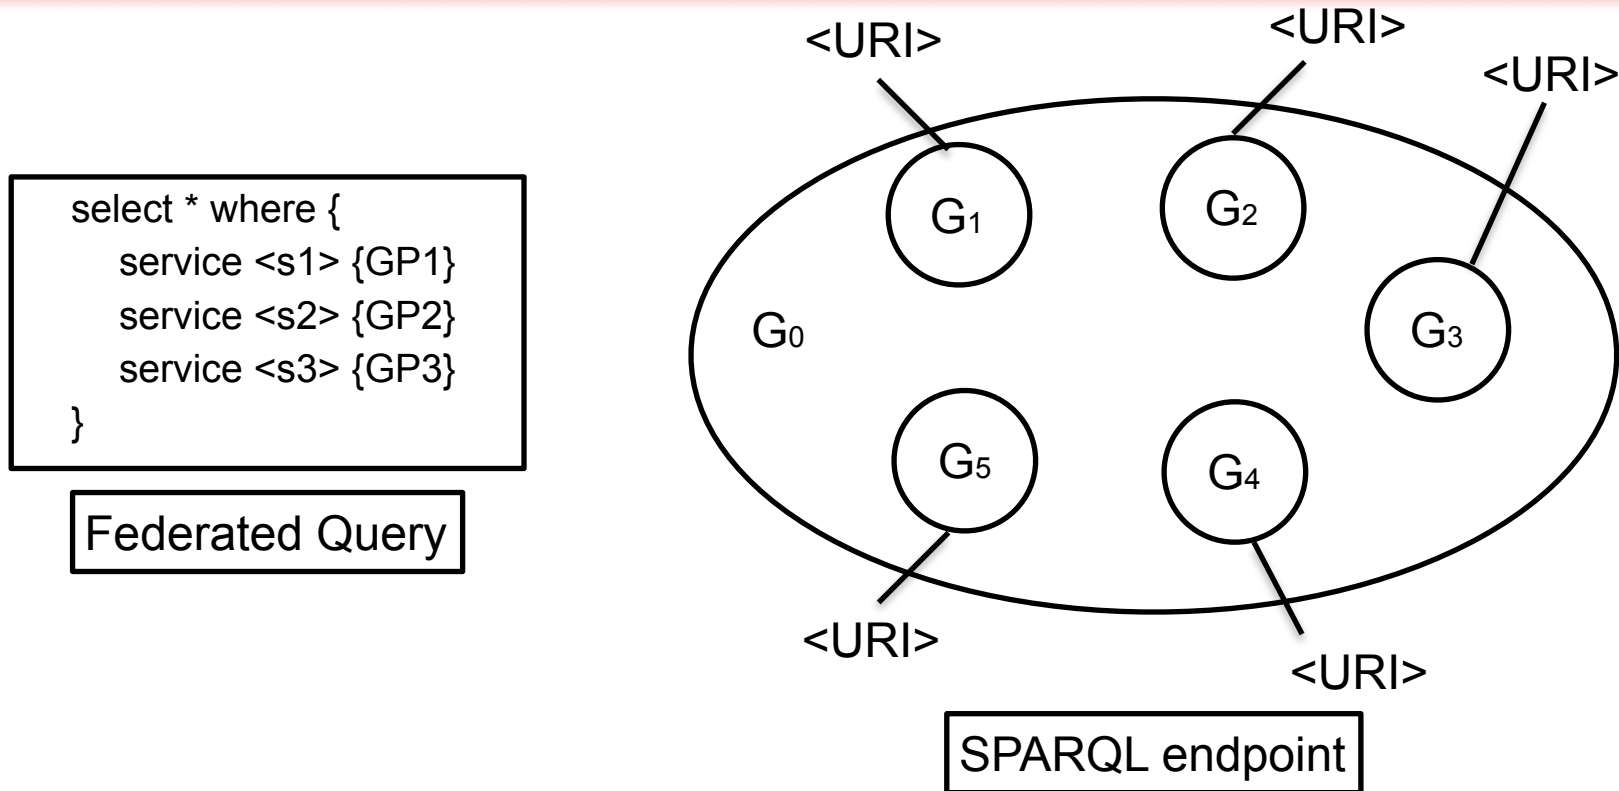 select * where {
service <s1> {GP1}
service <s2> {GP2}
service <s3> {GP3}
}
Federated Query
<URI>
<URI>
<URI>
G1
G2
G0
G3
G5
G4
<URI>
<URI>
SPARQL endpoint